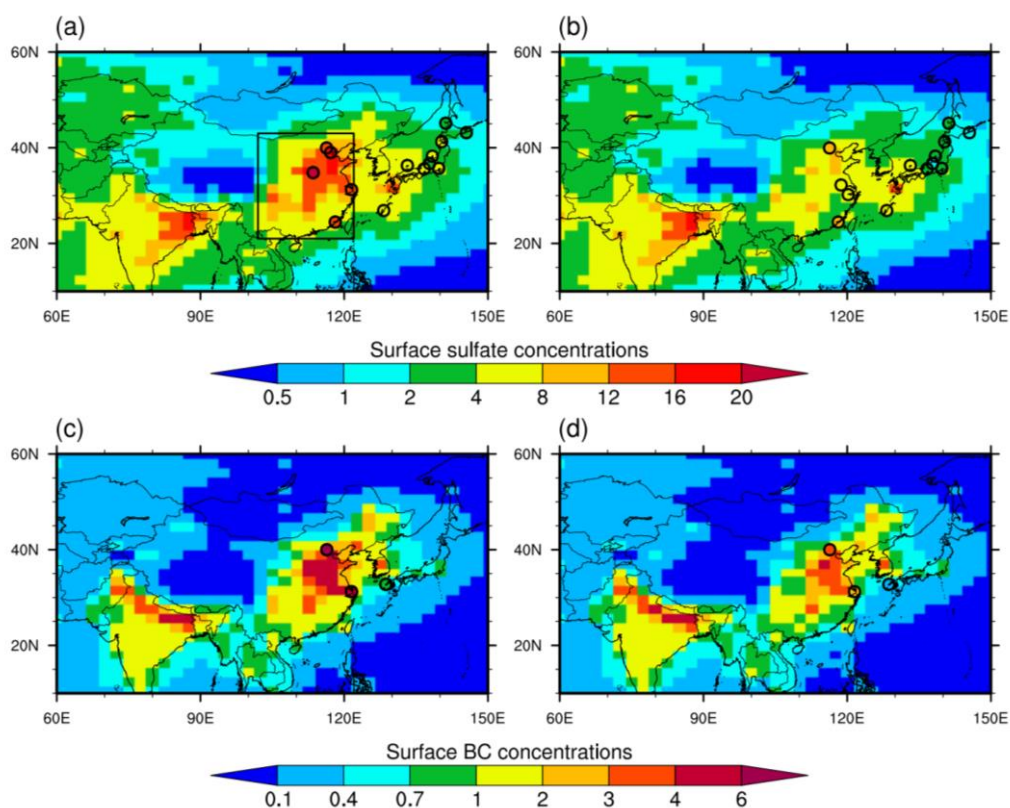 (a) (b)
60N 60N
40N 40N
20N 20N
60E 90E 120E 150E 60E 90E 120E 150E
Surface sulfate concentrations
0.5 1 2 4 8 12 16 20
(c) (d)
60N 60N
40N 40N
20N 20N
60E 90E 120E 150E 60E 90E 120E 150E
Surface BC concentrations
0.1 0.4 0.7 1 2 3 4 6